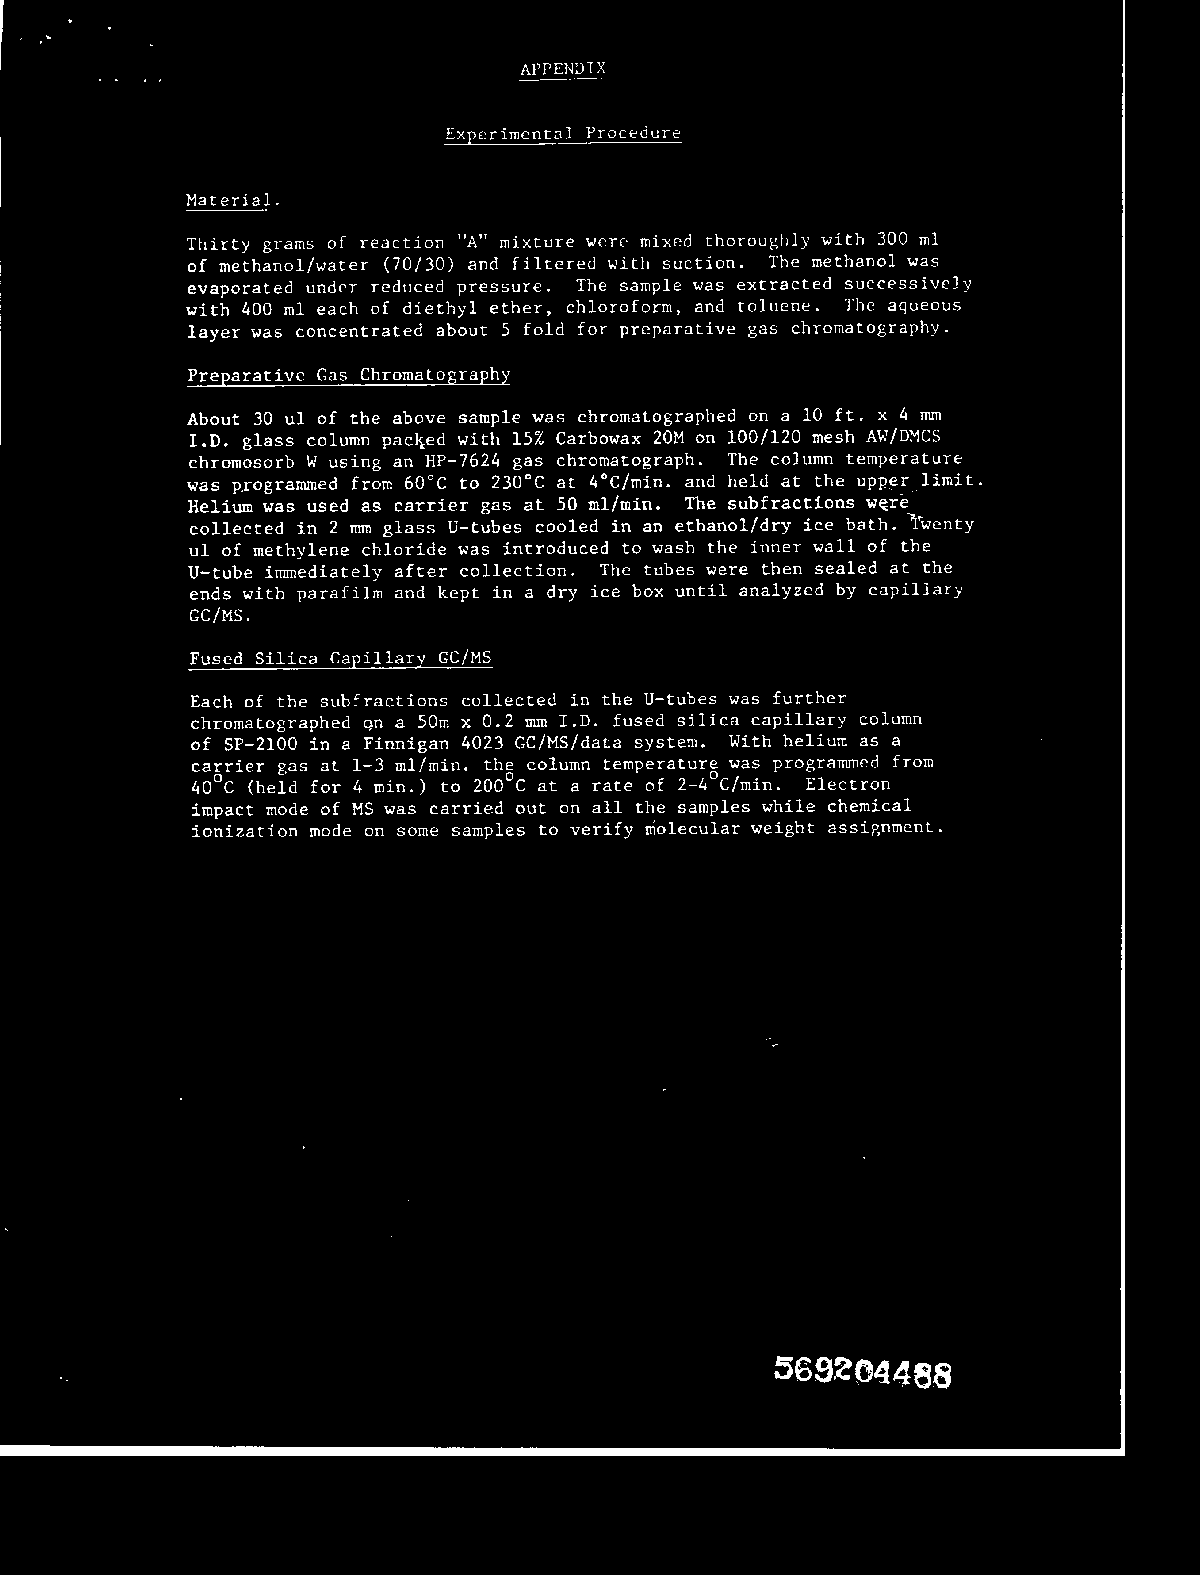 APPENDIX
Experimental Procedure
Material.
Thirty grams of reaction "A" mixture were mixed thoroughly with 300 ml
of methanol/water (70/30) and filtered with suction. The methanol was
evaporated under reduced pressure. The sample was extracted successively
with 400 ml each of diethyl ether, chloroform, and toluene. The aqueous
layer was concentrated about 5 fold for preparative gas chromatography.
Preparative Gas Chromatography
About 30 ul of the above sample was chromatographed on a 10 ft. x 4 mm
I.D. glass column packed with 15% Carbowax 20M on 100/120 mesh AW/DMCS
chromosorb W using an HP-7624 gas chromatograph. The column temperature
was programmed from 60°C to 230°C at 4°C/min. and held at the upper limit.
Helium was used as carrier gas at 50 ml/min. The subfractions were
collected in 2 mm glass U-tubes cooled in an ethanol/dry ice bath. Twenty
ul of methylene chloride was introduced to wash the inner wall of the
U-tube immediately after collection. The tubes were then sealed at the
ends with parafilm and kept in a dry ice box until analyzed by capillary
GC/MS.
Fused Silica Capillary GC/MS
Each of the subfractions collected in the U-tubes was further
chromatographed on a 50m x 0.2 mm I.D. fused silica capillary column
of SP-2100 in a Finnigan 4023 GC/MS/data system. With helium as a
carrier gas at 1-3 ml/min. the column temperature was programmed from
40°C (held for 4 min.) to 200°C at a rate of 2-4°C/min. Electron
impact mode of MS was carried out on all the samples while chemical
ionization mode on some samples to verify molecular weight assignment.
569204488